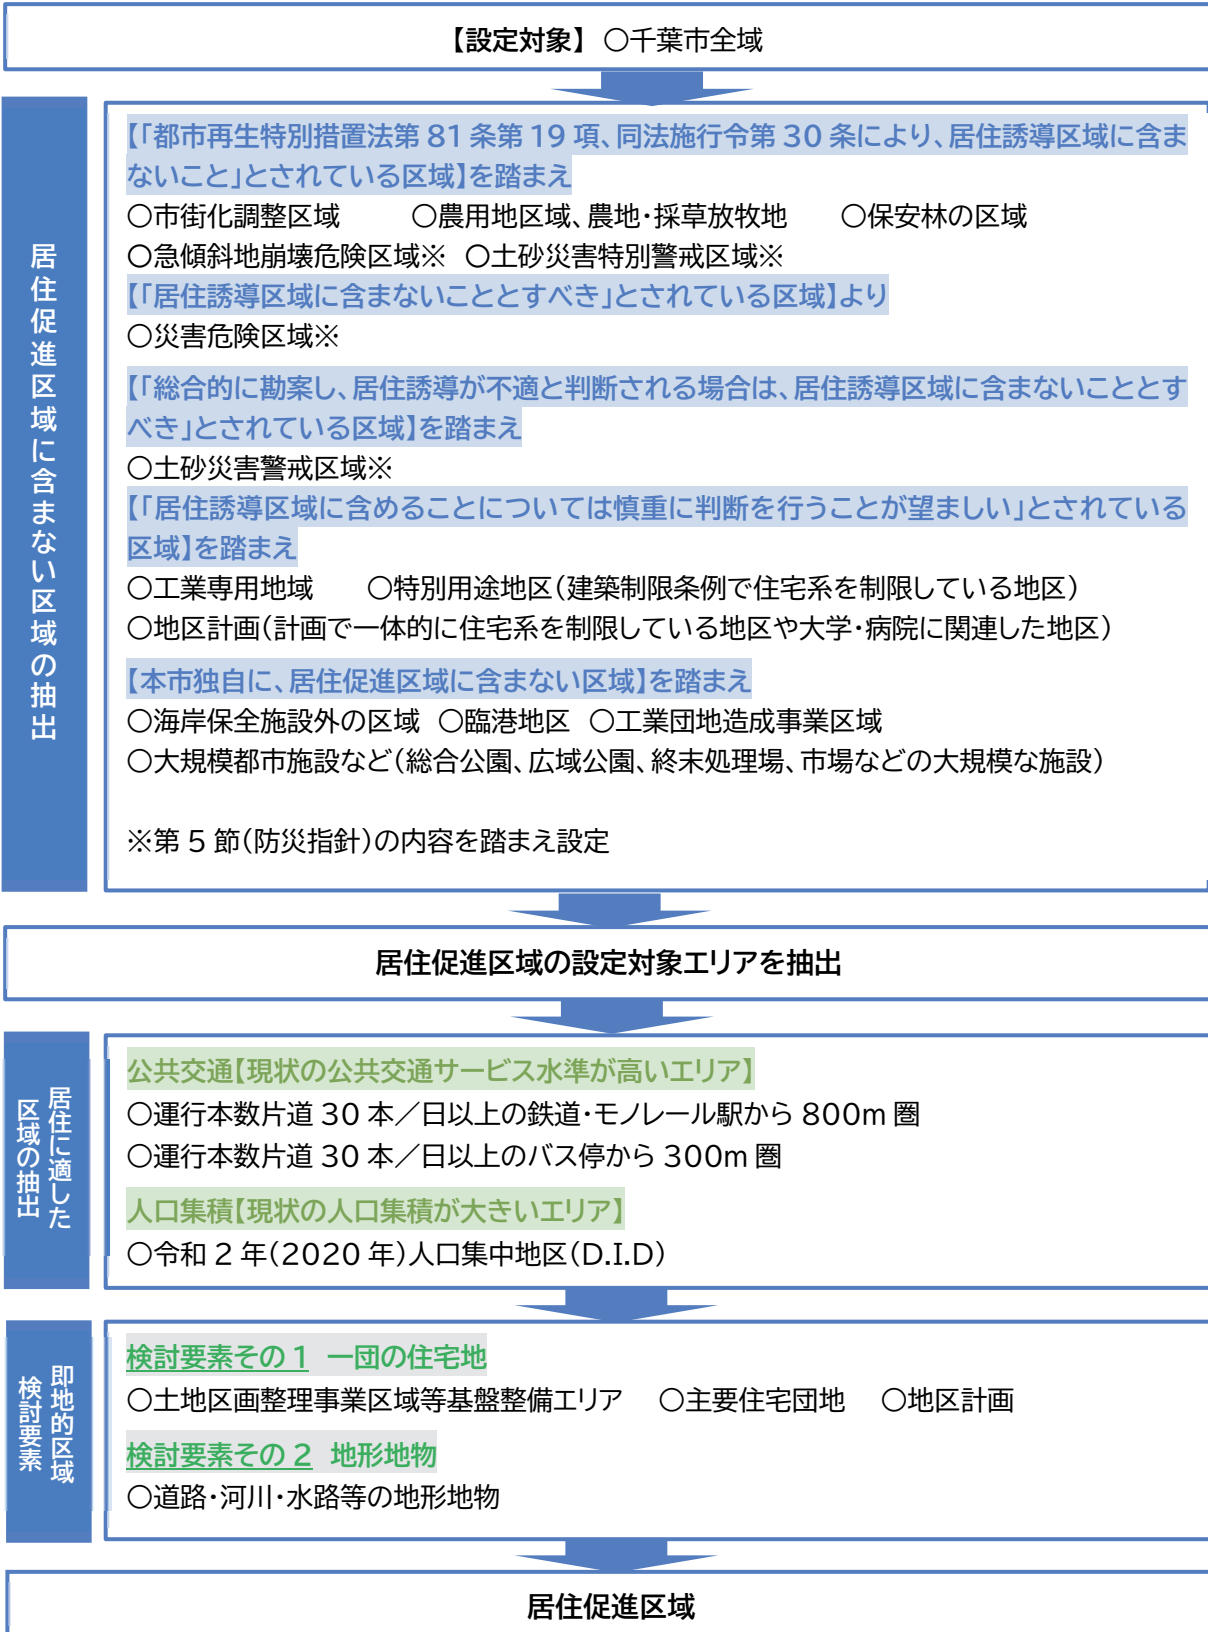 【設定対象】 ○千葉市全域
居住促進区域に含まない区域の抽出
【「都市再生特別措置法第 81 条第 19 項、同法施行令第 30 条により、居住誘導区域に含ま
ないこと」とされている区域】を踏まえ
○市街化調整区域 ○農用地区域、農地・採草放牧地 ○保安林の区域
○急傾斜地崩壊危険区域※ ○土砂災害特別警戒区域※
【「居住誘導区域に含まないこととすべき」とされている区域】より
○災害危険区域※
【「総合的に勘案し、居住誘導が不適と判断される場合は、居住誘導区域に含まないこととす
べき」とされている区域】を踏まえ
○土砂災害警戒区域※
【「居住誘導区域に含めることについては慎重に判断を行うことが望ましい」とされている
区域】を踏まえ
○工業専用地域 ○特別用途地区（建築制限条例で住宅系を制限している地区）
○地区計画（計画で一体的に住宅系を制限している地区や大学・病院に関連した地区）
【本市独自に、居住促進区域に含まない区域】を踏まえ
○海岸保全施設外の区域 ○臨港地区 ○工業団地造成事業区域
○大規模都市施設など（総合公園、広域公園、終末処理場、市場などの大規模な施設）
※第 5 節（防災指針）の内容を踏まえ設定
居住促進区域の設定対象エリアを抽出
居住に適した
区域の抽出
公共交通【現状の公共交通サービス水準が高いエリア】
○運行本数片道 30 本／日以上の鉄道・モノレール駅から 800m 圏
○運行本数片道 30 本／日以上のバス停から 300m 圏
人口集積【現状の人口集積が大きいエリア】
○令和 2 年（2020 年）人口集中地区（D.I.D）
即地的区域
検討要素
検討要素その 1 一団の住宅地
○土地区画整理事業区域等基盤整備エリア ○主要住宅団地 ○地区計画
検討要素その 2 地形地物
○道路・河川・水路等の地形地物
居住促進区域